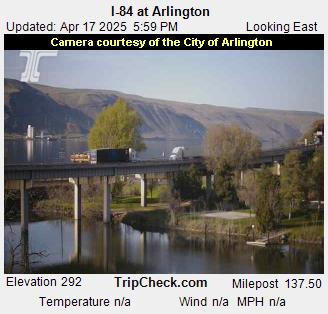 I-84 at Arlington
Updated: Apr 17 2025 5:59 PM Looking East
Camera courtesy of the City of Arlington
Elevation 292 TripCheck.com Milepost 137.50
Temperature n/a Wind n/a MPH n/a